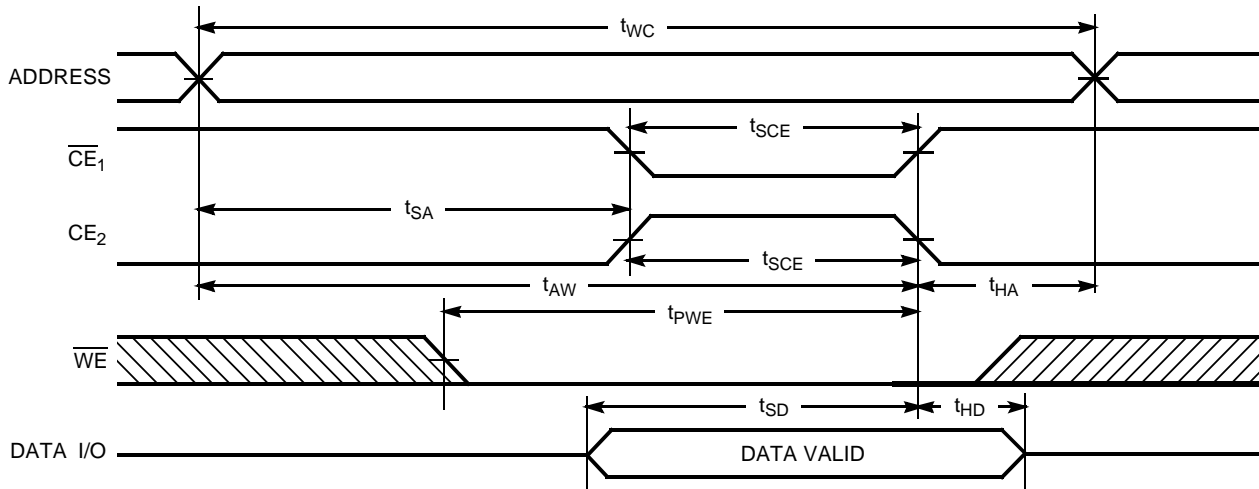 tWC
ADDRESS
tSCE
CE1
tSA
CE2
tSCE
tAW
tHA
tPWE
WE
tSD
tHD
DATA I/O
DATA VALID